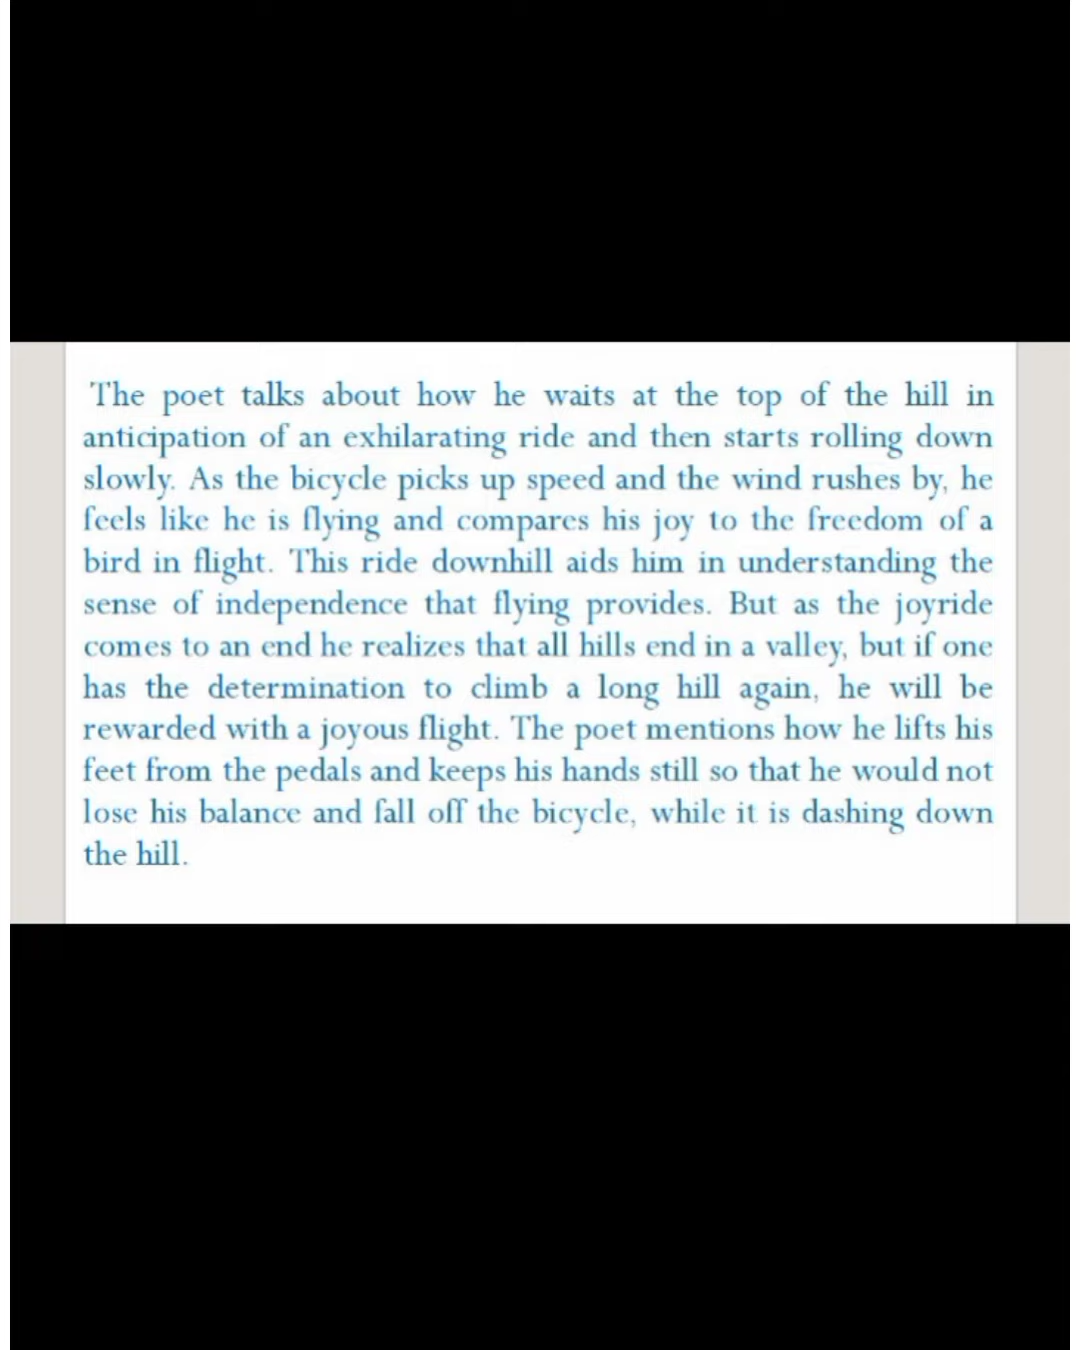 The poet talks about how he waits at the top of the hill in
anticipation of an exhilarating ride and then starts rolling down
slowly. As the bicycle picks up speed and the wind rushes by, he
feels like he is flying and compares his joy to the freedom of a
bird in flight. This ride downhill aids him in understanding the
sense of independence that flying provides. But as the joyride
comes to an end he realizes that all hills end in a valley, but if one
has the determination to climb a long hill again, he will be
rewarded with a joyous flight. The poet mentions how he lifts his
feet from the pedals and keeps his hands still so that he would not
lose his balance and fall off the bicycle, while it is dashing down
the hill.